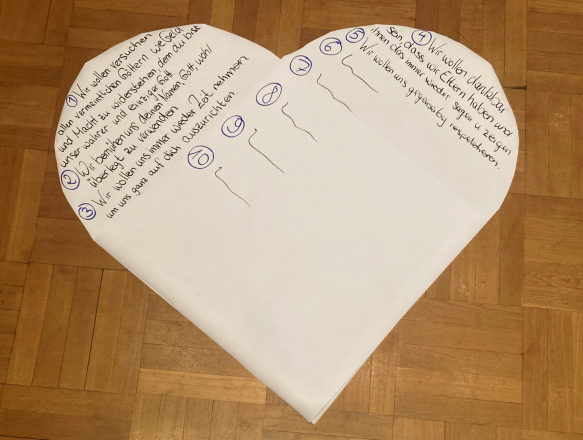 ① Wir wollen versuchen
allen vermeintlichen Göttern wie Geld
und Macht zu widerstehen, denn du bist
unser wahrer und einziger Gott.
② Wir bemühen uns deinen Namen, Gott, wohl
überlegt zu verwenden
③ Wir wollen uns immer wieder Zeit nehmen
um uns ganz auf dich auszurichten
④ Wir wollen dankbar
sein, dass wir Eltern haben und
ihnen das immer wieder sagen u. zeigen
⑤ Wir wollen uns gegenseitig respektieren.
⑥
⑦
⑧
⑨
⑩